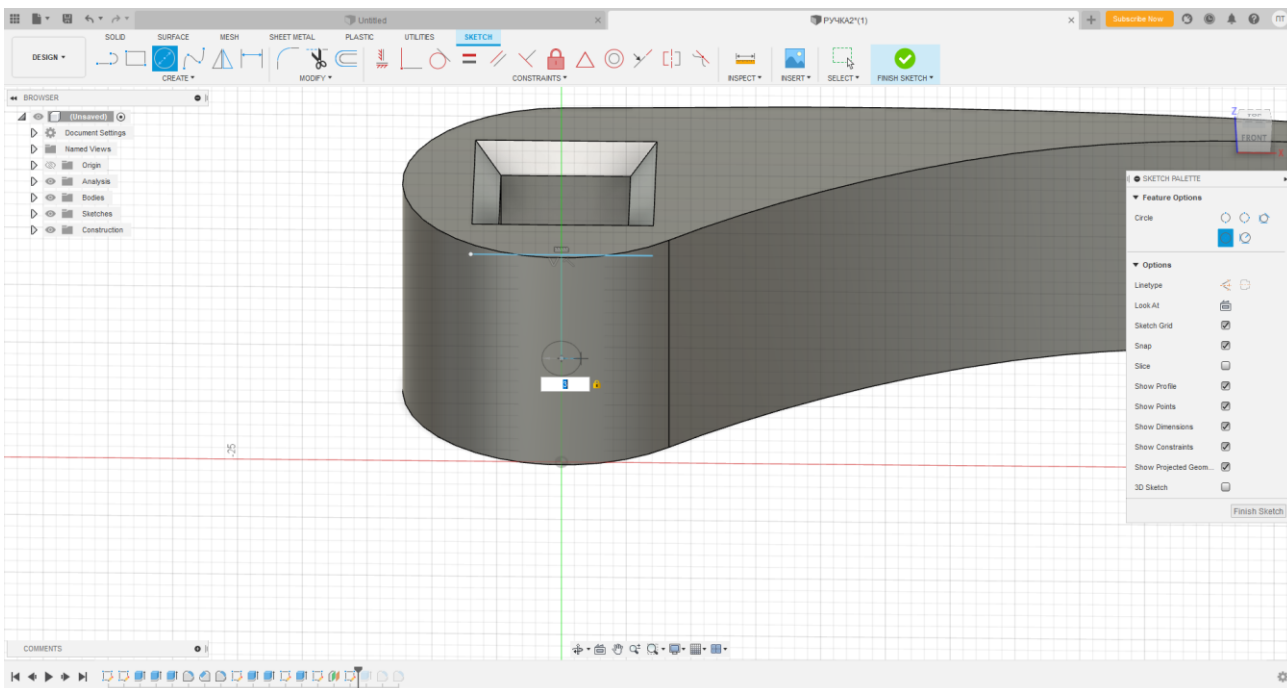 Untitled
РУЧКА2*(1)
Subscribe Now
ПТ
DESIGN
SOLID SURFACE MESH SHEET METAL PLASTIC UTILITIES SKETCH
CREATE MODIFY CONSTRAINTS INSPECT INSERT SELECT FINISH SKETCH
BROWSER
(Unsaved)
Document Settings
Named Views
Origin
Analysis
Bodies
Sketches
Construction
Z
FRONT
X
SKETCH PALETTE
Feature Options
Circle
Options
Linetype
Look At
Sketch Grid
Snap
Slice
Show Profile
Show Points
Show Dimensions
Show Constraints
Show Projected Geom...
3D Sketch
Finish Sketch
-25
COMMENTS